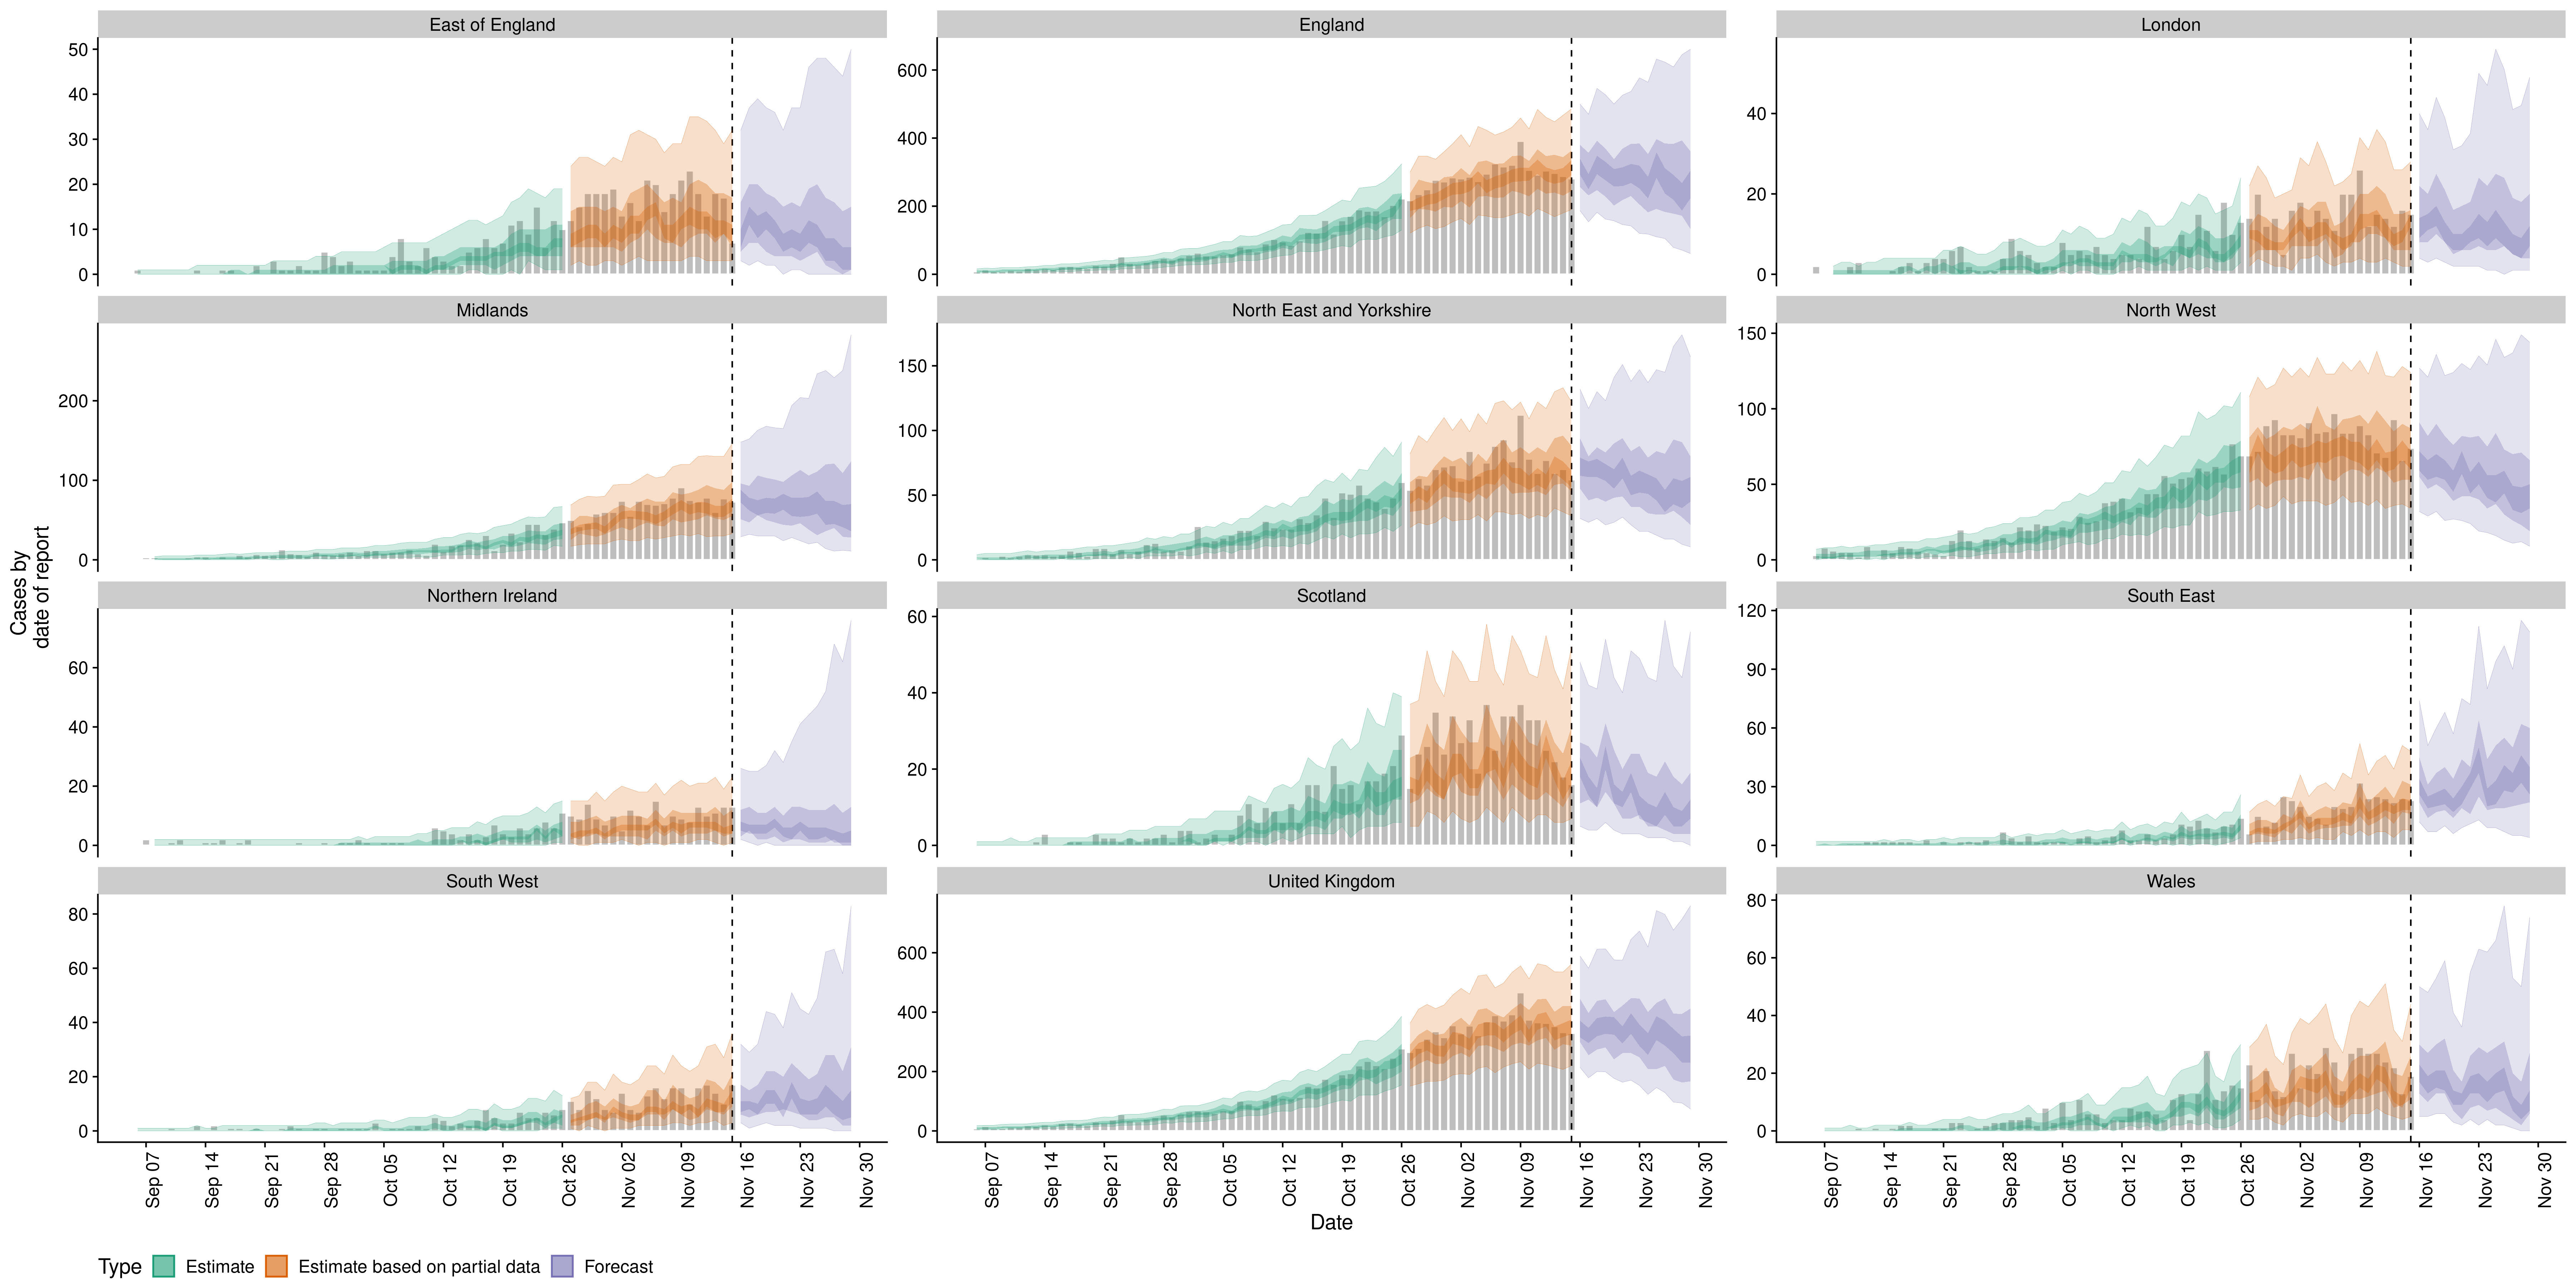 East of England
England
London
50
40
30
20
10
0
600
400
200
0
40
20
0
Midlands
North East and Yorkshire
North West
200
100
0
150
100
50
0
150
100
50
0
Cases by
date of report
Northern Ireland
Scotland
South East
60
40
20
0
60
40
20
0
120
90
60
30
0
South West
United Kingdom
Wales
80
60
40
20
0
600
400
200
0
80
60
40
20
0
Sep 07
Sep 14
Sep 21
Sep 28
Oct 05
Oct 12
Oct 19
Oct 26
Nov 02
Nov 09
Nov 16
Nov 23
Nov 30
Sep 07
Sep 14
Sep 21
Sep 28
Oct 05
Oct 12
Oct 19
Oct 26
Nov 02
Nov 09
Nov 16
Nov 23
Nov 30
Sep 07
Sep 14
Sep 21
Sep 28
Oct 05
Oct 12
Oct 19
Oct 26
Nov 02
Nov 09
Nov 16
Nov 23
Nov 30
Date
Type Estimate Estimate based on partial data Forecast